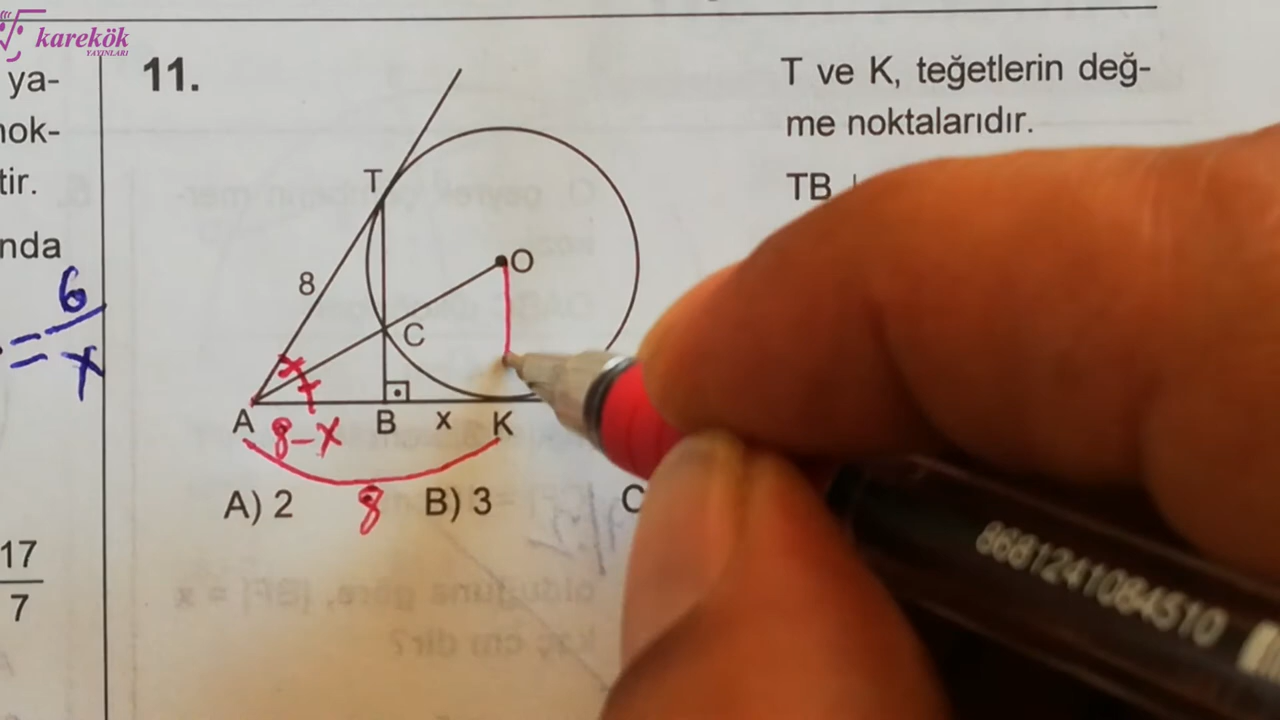 karekök
YAYINLARI
ya-
nok-
tir.
nda
= 6/x
17
7
11.
T
O
8
C
A
B
x
K
8-x
8
A) 2
B) 3
C
T ve K, teğetlerin değ-
me noktalarıdır.
TB
8681241084510